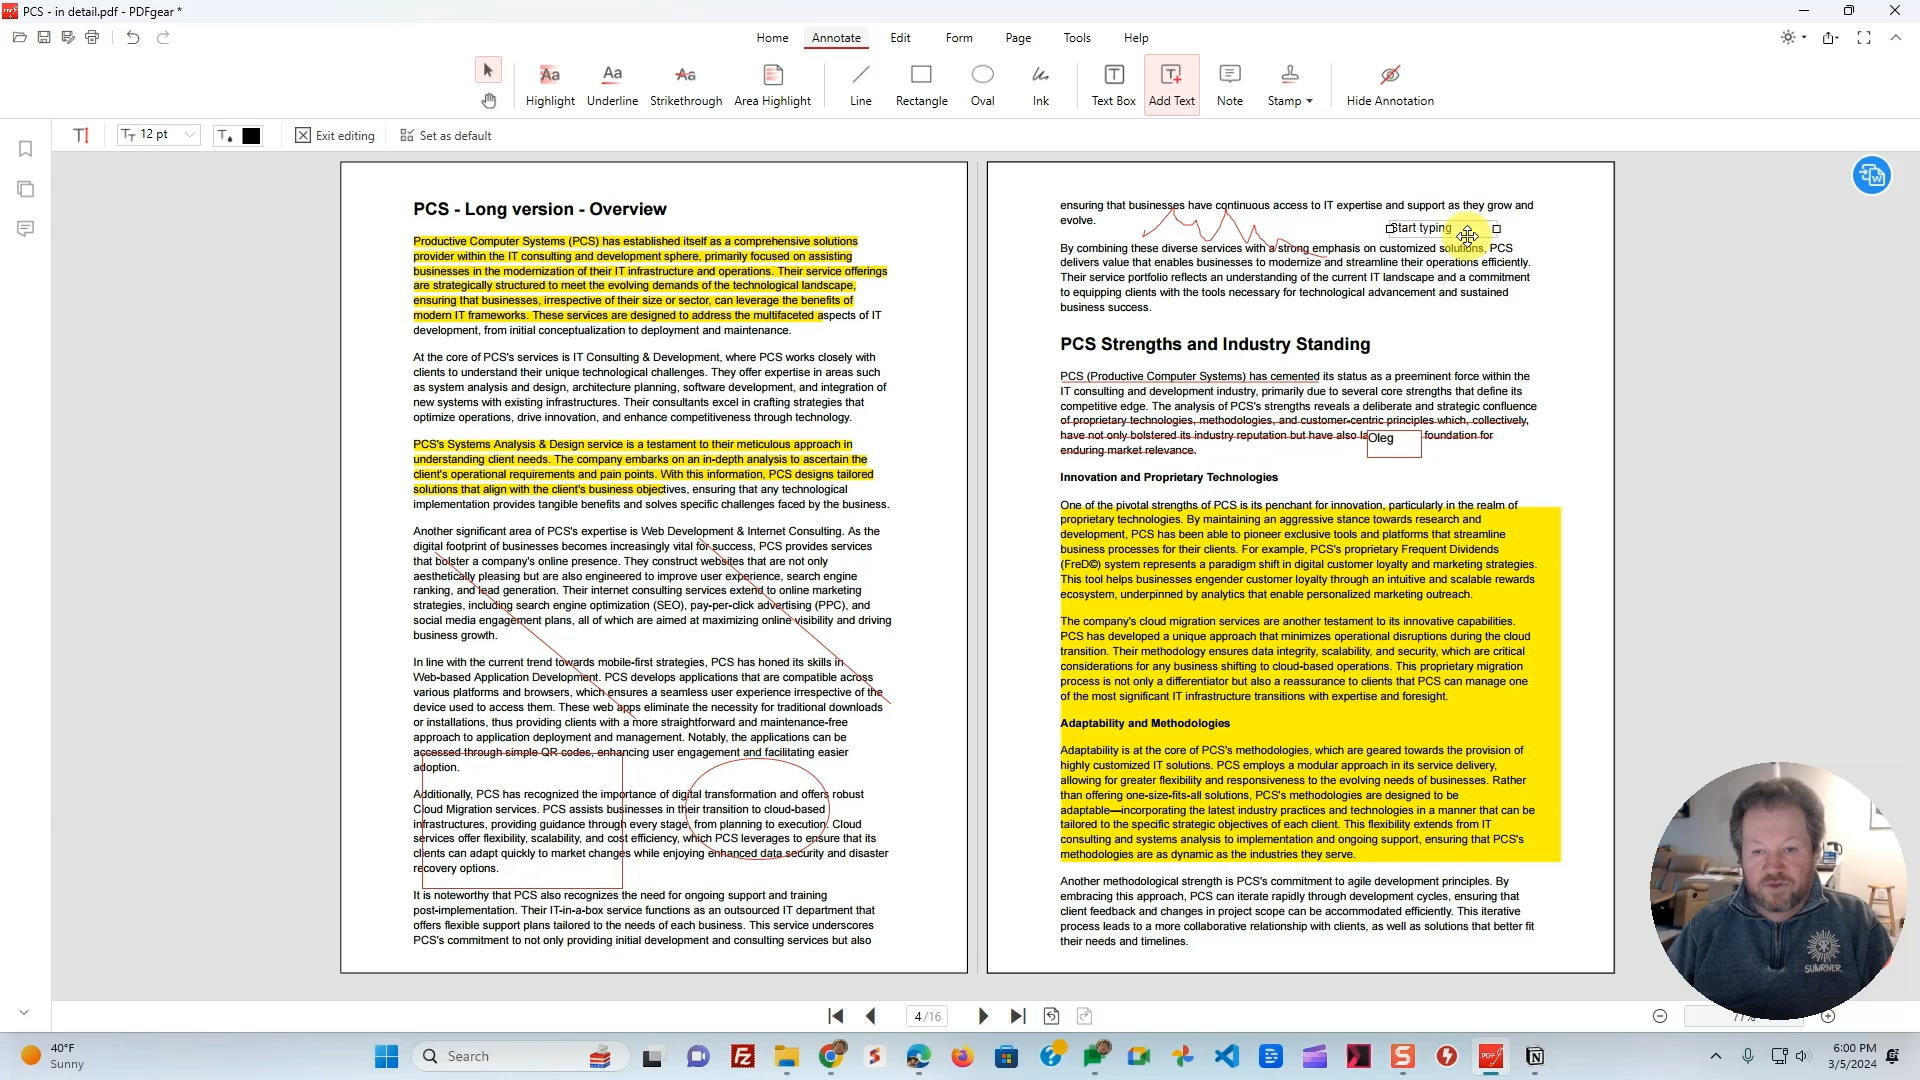 PCS - in detail.pdf - PDFgear *
Home Annotate Edit Form Page Tools Help
Highlight Underline Strikethrough Area Highlight Line Rectangle Oval Ink Text Box Add Text Note Stamp Hide Annotation
12 pt Exit editing Set as default
PCS - Long version - Overview
Productive Computer Systems (PCS) has established itself as a comprehensive solutions
provider within the IT consulting and development sphere, primarily focused on assisting
businesses in the modernization of their IT infrastructure and operations. Their service offerings
are strategically structured to meet the evolving demands of the technological landscape,
ensuring that businesses, irrespective of their size or sector, can leverage the benefits of
modern IT frameworks. These services are designed to address the multifaceted aspects of IT
development, from initial conceptualization to deployment and maintenance.
At the core of PCS's services is IT Consulting & Development, where PCS works closely with
clients to understand their unique technological challenges. They offer expertise in areas such
as system analysis and design, architecture planning, software development, and integration of
new systems with existing infrastructures. Their consultants excel in crafting strategies that
optimize operations, drive innovation, and enhance competitiveness through technology.
PCS's Systems Analysis & Design service is a testament to their meticulous approach in
understanding client needs. The company embarks on an in-depth analysis to ascertain the
client's operational requirements and pain points. With this information, PCS designs tailored
solutions that align with the client's business objectives, ensuring that any technological
implementation provides tangible benefits and solves specific challenges faced by the business.
Another significant area of PCS's expertise is Web Development & Internet Consulting. As the
digital footprint of businesses becomes increasingly vital for success, PCS provides services
that bolster a company's online presence. They construct websites that are not only
aesthetically pleasing but are also engineered to improve user experience, search engine
ranking, and lead generation. Their internet consulting services extend to online marketing
strategies, including search engine optimization (SEO), pay-per-click advertising (PPC), and
social media engagement plans, all of which are aimed at maximizing online visibility and driving
business growth.
In line with the current trend towards mobile-first strategies, PCS has honed its skills in
Web-based Application Development. PCS develops applications that are compatible across
various platforms and browsers, which ensures a seamless user experience irrespective of the
device used to access them. These web apps eliminate the necessity for traditional downloads
or installations, thus providing clients with a more straightforward and maintenance-free
approach to application deployment and management. Notably, the applications can be
accessed through simple QR codes, enhancing user engagement and facilitating easier
adoption.
Additionally, PCS has recognized the importance of digital transformation and offers robust
Cloud Migration services. PCS assists businesses in their transition to cloud-based
infrastructures, providing guidance through every stage, from planning to execution. Cloud
services offer flexibility, scalability, and cost efficiency, which PCS leverages to ensure that its
clients can adapt quickly to market changes while enjoying enhanced data security and disaster
recovery options.
It is noteworthy that PCS also recognizes the need for ongoing support and training
post-implementation. Their IT-in-a-box service functions as an outsourced IT department that
offers flexible support plans tailored to the needs of each business. This service underscores
PCS's commitment to not only providing initial development and consulting services but also
ensuring that businesses have continuous access to IT expertise and support as they grow and
evolve.
Start typing
By combining these diverse services with a strong emphasis on customized solutions, PCS
delivers value that enables businesses to modernize and streamline their operations efficiently.
Their service portfolio reflects an understanding of the current IT landscape and a commitment
to equipping clients with the tools necessary for technological advancement and sustained
business success.
PCS Strengths and Industry Standing
PCS (Productive Computer Systems) has cemented its status as a preeminent force within the
IT consulting and development industry, primarily due to several core strengths that define its
competitive edge. The analysis of PCS's strengths reveals a deliberate and strategic confluence
of proprietary technologies, methodologies, and customer-centric principles which, collectively,
have not only bolstered its industry reputation but have also la Oleg foundation for
enduring market relevance.
Innovation and Proprietary Technologies
One of the pivotal strengths of PCS is its penchant for innovation, particularly in the realm of
proprietary technologies. By maintaining an aggressive stance towards research and
development, PCS has been able to pioneer exclusive tools and platforms that streamline
business processes for their clients. For example, PCS's proprietary Frequent Dividends
(FreD©) system represents a paradigm shift in digital customer loyalty and marketing strategies.
This tool helps businesses engender customer loyalty through an intuitive and scalable rewards
ecosystem, underpinned by analytics that enable personalized marketing outreach.
The company's cloud migration services are another testament to its innovative capabilities.
PCS has developed a unique approach that minimizes operational disruptions during the cloud
transition. Their methodology ensures data integrity, scalability, and security, which are critical
considerations for any business shifting to cloud-based operations. This proprietary migration
process is not only a differentiator but also a reassurance to clients that PCS can manage one
of the most significant IT infrastructure transitions with expertise and foresight.
Adaptability and Methodologies
Adaptability is at the core of PCS's methodologies, which are geared towards the provision of
highly customized IT solutions. PCS employs a modular approach in its service delivery,
allowing for greater flexibility and responsiveness to the evolving needs of businesses. Rather
than offering one-size-fits-all solutions, PCS's methodologies are designed to be
adaptable—incorporating the latest industry practices and technologies in a manner that can be
tailored to the specific strategic objectives of each client. This flexibility extends from IT
consulting and systems analysis to implementation and ongoing support, ensuring that PCS's
methodologies are as dynamic as the industries they serve.
Another methodological strength is PCS's commitment to agile development principles. By
embracing this approach, PCS can iterate rapidly through development cycles, ensuring that
client feedback and changes in project scope can be accommodated efficiently. This iterative
process leads to a more collaborative relationship with clients, as well as solutions that better fit
their needs and timelines.
SUNRIVER
4 /16
40°F
Sunny
Search
6:00 PM
3/5/2024